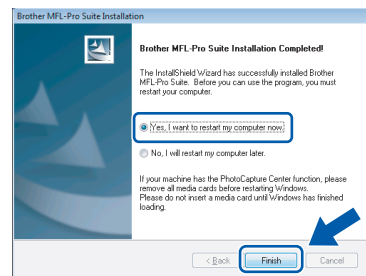 Brother MFL-Pro Suite Installation
Brother MFL-Pro Suite Installation Completed!
The InstallShield Wizard has successfully installed Brother
MFL-Pro Suite. Before you can use the program, you must
restart your computer.
Yes, I want to restart my computer now.
No, I will restart my computer later.
If your machine has the PhotoCapture Center function, please
remove all media cards before restarting Windows.
Please do not insert a media card until Windows has finished
loading.
< Back
Finish
Cancel